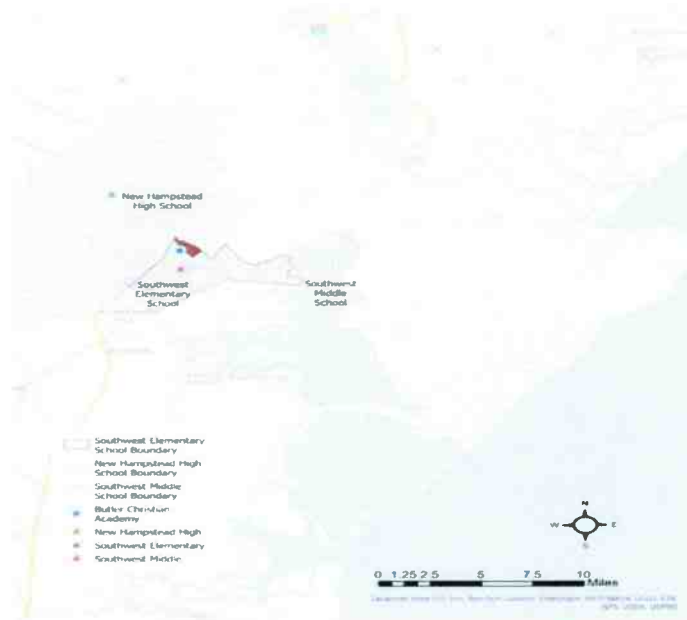 New Hampstead
High School
Southwest
Elementary
School
Southwest
Middle
School
Southwest Elementary
School Boundary
New Hampstead High
School Boundary
Southwest Middle
School Boundary
Butler Christian
Academy
New Hampstead High
Southwest Elementary
Southwest Middle
N
W E
S
0 1.25 2.5 5 7.5 10
Miles